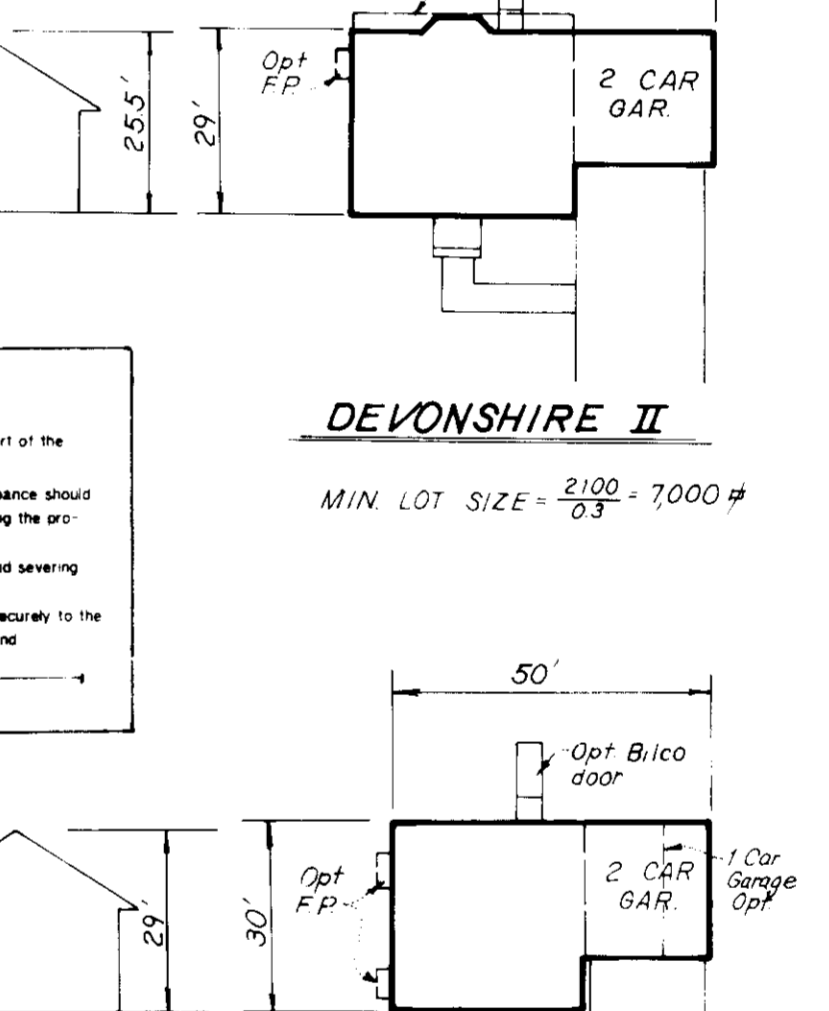 Opt
F.P.
2 CAR
GAR.
25.5'
29'
DEVONSHIRE II
MIN. LOT SIZE = 2100/0.3 = 7,000 ⏍
rt of the
ance should
g the pro-
d severing
ecurely to the
nd
50'
Opt. Bilco
door
Opt
F.P.
2 CAR
GAR.
1 Car
Garage
Opt.
29'
30'